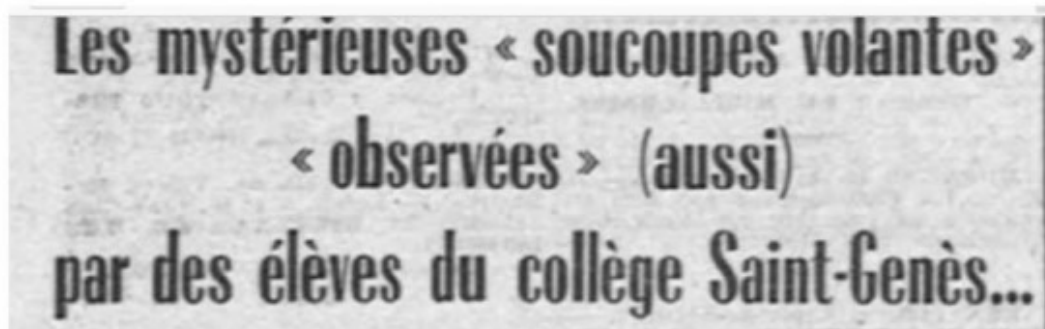 Les mystérieuses « soucoupes volantes »
« observées » (aussi)
par des élèves du collège Saint-Genès...